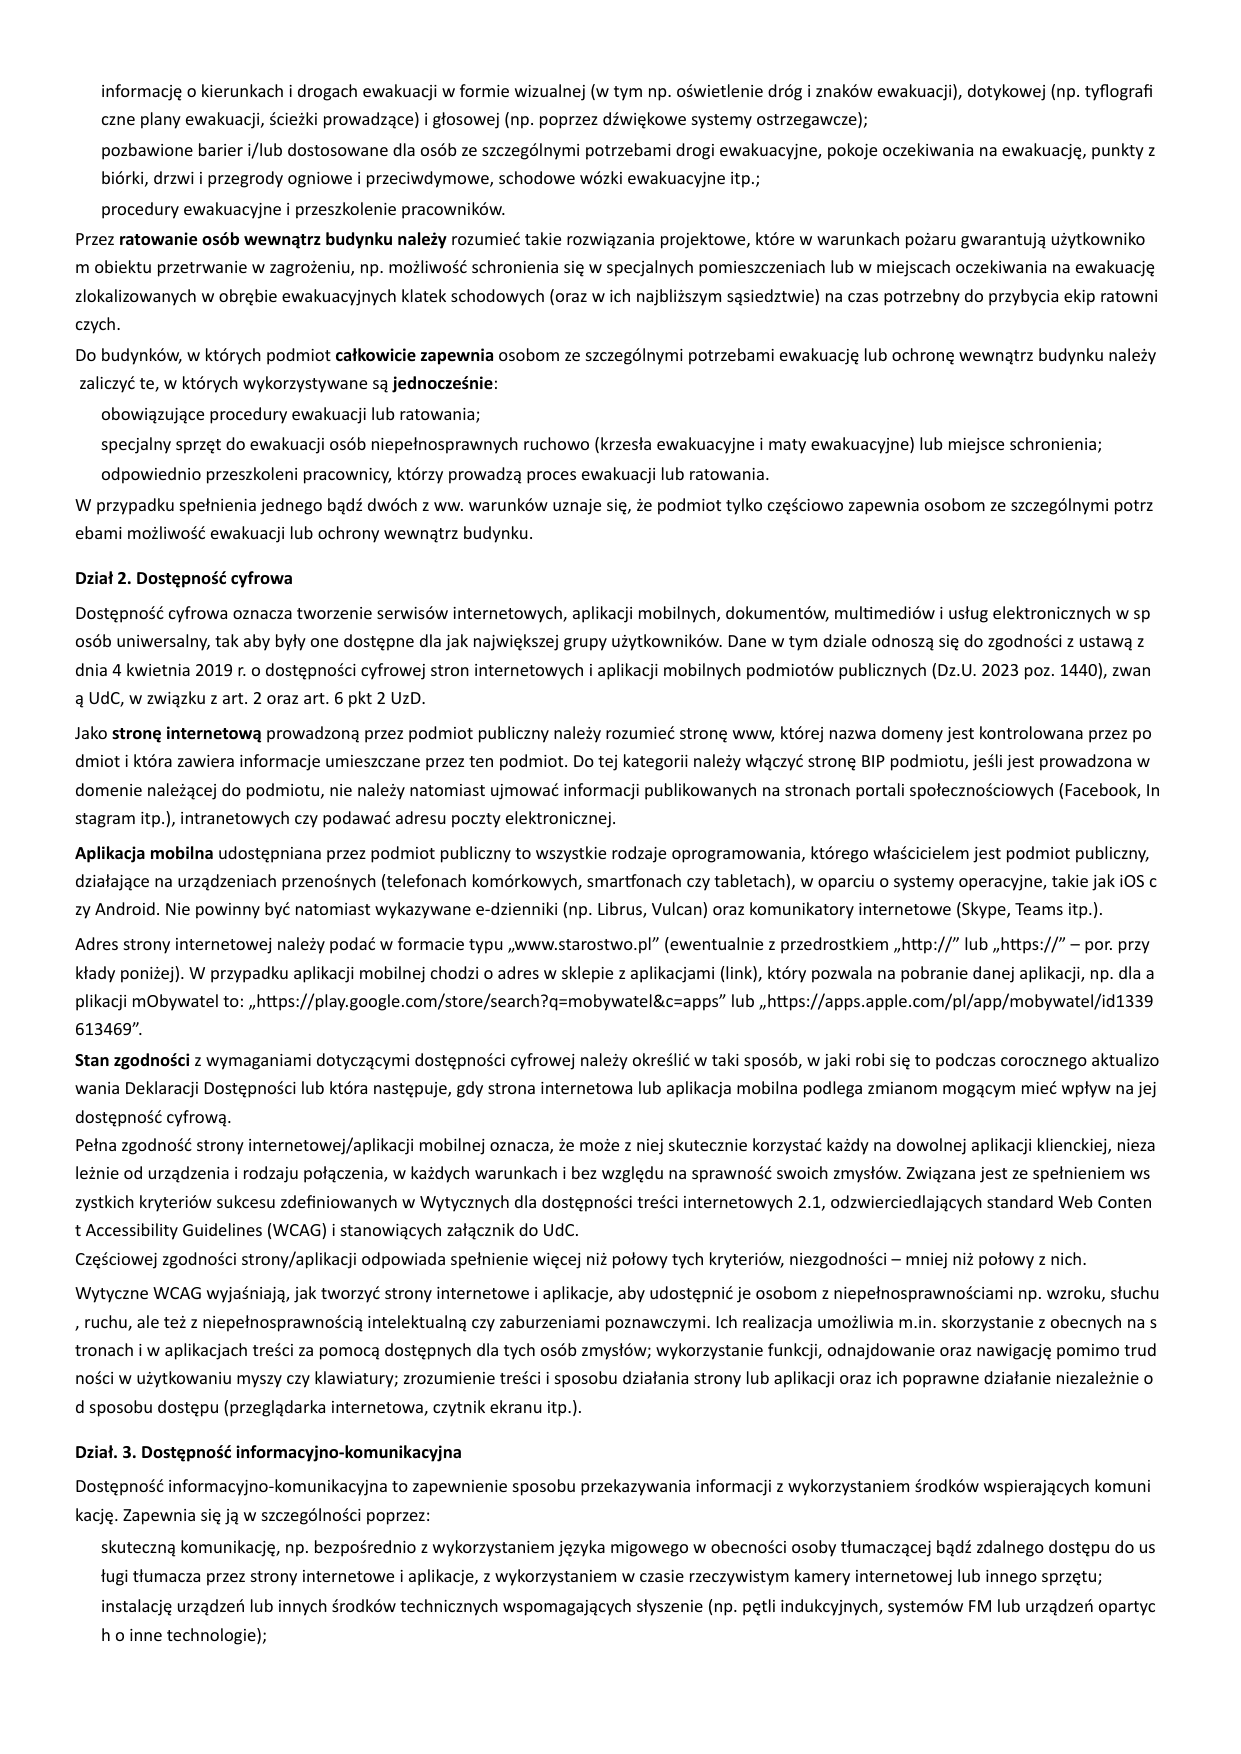 informację o kierunkach i drogach ewakuacji w formie wizualnej (w tym np. oświetlenie dróg i znaków ewakuacji), dotykowej (np. tyflografi
czne plany ewakuacji, ścieżki prowadzące) i głosowej (np. poprzez dźwiękowe systemy ostrzegawcze);
pozbawione barier i/lub dostosowane dla osób ze szczególnymi potrzebami drogi ewakuacyjne, pokoje oczekiwania na ewakuację, punkty z
biórki, drzwi i przegrody ogniowe i przeciwdymowe, schodowe wózki ewakuacyjne itp.;
procedury ewakuacyjne i przeszkolenie pracowników.
Przez ratowanie osób wewnątrz budynku należy rozumieć takie rozwiązania projektowe, które w warunkach pożaru gwarantują użytkowniko
m obiektu przetrwanie w zagrożeniu, np. możliwość schronienia się w specjalnych pomieszczeniach lub w miejscach oczekiwania na ewakuację
zlokalizowanych w obrębie ewakuacyjnych klatek schodowych (oraz w ich najbliższym sąsiedztwie) na czas potrzebny do przybycia ekip ratowni
czych.
Do budynków, w których podmiot całkowicie zapewnia osobom ze szczególnymi potrzebami ewakuację lub ochronę wewnątrz budynku należy
zaliczyć te, w których wykorzystywane są jednocześnie:
obowiązujące procedury ewakuacji lub ratowania;
specjalny sprzęt do ewakuacji osób niepełnosprawnych ruchowo (krzesła ewakuacyjne i maty ewakuacyjne) lub miejsce schronienia;
odpowiednio przeszkoleni pracownicy, którzy prowadzą proces ewakuacji lub ratowania.
W przypadku spełnienia jednego bądź dwóch z ww. warunków uznaje się, że podmiot tylko częściowo zapewnia osobom ze szczególnymi potrz
ebami możliwość ewakuacji lub ochrony wewnątrz budynku.
Dział 2. Dostępność cyfrowa
Dostępność cyfrowa oznacza tworzenie serwisów internetowych, aplikacji mobilnych, dokumentów, multimediów i usług elektronicznych w sp
osób uniwersalny, tak aby były one dostępne dla jak największej grupy użytkowników. Dane w tym dziale odnoszą się do zgodności z ustawą z
dnia 4 kwietnia 2019 r. o dostępności cyfrowej stron internetowych i aplikacji mobilnych podmiotów publicznych (Dz.U. 2023 poz. 1440), zwan
ą UdC, w związku z art. 2 oraz art. 6 pkt 2 UzD.
Jako stronę internetową prowadzoną przez podmiot publiczny należy rozumieć stronę www, której nazwa domeny jest kontrolowana przez po
dmiot i która zawiera informacje umieszczane przez ten podmiot. Do tej kategorii należy włączyć stronę BIP podmiotu, jeśli jest prowadzona w
domenie należącej do podmiotu, nie należy natomiast ujmować informacji publikowanych na stronach portali społecznościowych (Facebook, In
stagram itp.), intranetowych czy podawać adresu poczty elektronicznej.
Aplikacja mobilna udostępniana przez podmiot publiczny to wszystkie rodzaje oprogramowania, którego właścicielem jest podmiot publiczny,
działające na urządzeniach przenośnych (telefonach komórkowych, smartfonach czy tabletach), w oparciu o systemy operacyjne, takie jak iOS c
zy Android. Nie powinny być natomiast wykazywane e-dzienniki (np. Librus, Vulcan) oraz komunikatory internetowe (Skype, Teams itp.).
Adres strony internetowej należy podać w formacie typu „www.starostwo.pl” (ewentualnie z przedrostkiem „http://” lub „https://” – por. przy
kłady poniżej). W przypadku aplikacji mobilnej chodzi o adres w sklepie z aplikacjami (link), który pozwala na pobranie danej aplikacji, np. dla a
plikacji mObywatel to: „https://play.google.com/store/search?q=mobywatel&c=apps” lub „https://apps.apple.com/pl/app/mobywatel/id1339
613469”.
Stan zgodności z wymaganiami dotyczącymi dostępności cyfrowej należy określić w taki sposób, w jaki robi się to podczas corocznego aktualizo
wania Deklaracji Dostępności lub która następuje, gdy strona internetowa lub aplikacja mobilna podlega zmianom mogącym mieć wpływ na jej
dostępność cyfrową.
Pełna zgodność strony internetowej/aplikacji mobilnej oznacza, że może z niej skutecznie korzystać każdy na dowolnej aplikacji klienckiej, nieza
leżnie od urządzenia i rodzaju połączenia, w każdych warunkach i bez względu na sprawność swoich zmysłów. Związana jest ze spełnieniem ws
zystkich kryteriów sukcesu zdefiniowanych w Wytycznych dla dostępności treści internetowych 2.1, odzwierciedlających standard Web Conten
t Accessibility Guidelines (WCAG) i stanowiących załącznik do UdC.
Częściowej zgodności strony/aplikacji odpowiada spełnienie więcej niż połowy tych kryteriów, niezgodności – mniej niż połowy z nich.
Wytyczne WCAG wyjaśniają, jak tworzyć strony internetowe i aplikacje, aby udostępnić je osobom z niepełnosprawnościami np. wzroku, słuchu
, ruchu, ale też z niepełnosprawnością intelektualną czy zaburzeniami poznawczymi. Ich realizacja umożliwia m.in. skorzystanie z obecnych na s
tronach i w aplikacjach treści za pomocą dostępnych dla tych osób zmysłów; wykorzystanie funkcji, odnajdowanie oraz nawigację pomimo trud
ności w użytkowaniu myszy czy klawiatury; zrozumienie treści i sposobu działania strony lub aplikacji oraz ich poprawne działanie niezależnie o
d sposobu dostępu (przeglądarka internetowa, czytnik ekranu itp.).
Dział. 3. Dostępność informacyjno-komunikacyjna
Dostępność informacyjno-komunikacyjna to zapewnienie sposobu przekazywania informacji z wykorzystaniem środków wspierających komuni
kację. Zapewnia się ją w szczególności poprzez:
skuteczną komunikację, np. bezpośrednio z wykorzystaniem języka migowego w obecności osoby tłumaczącej bądź zdalnego dostępu do us
ługi tłumacza przez strony internetowe i aplikacje, z wykorzystaniem w czasie rzeczywistym kamery internetowej lub innego sprzętu;
instalację urządzeń lub innych środków technicznych wspomagających słyszenie (np. pętli indukcyjnych, systemów FM lub urządzeń opartyc
h o inne technologie);